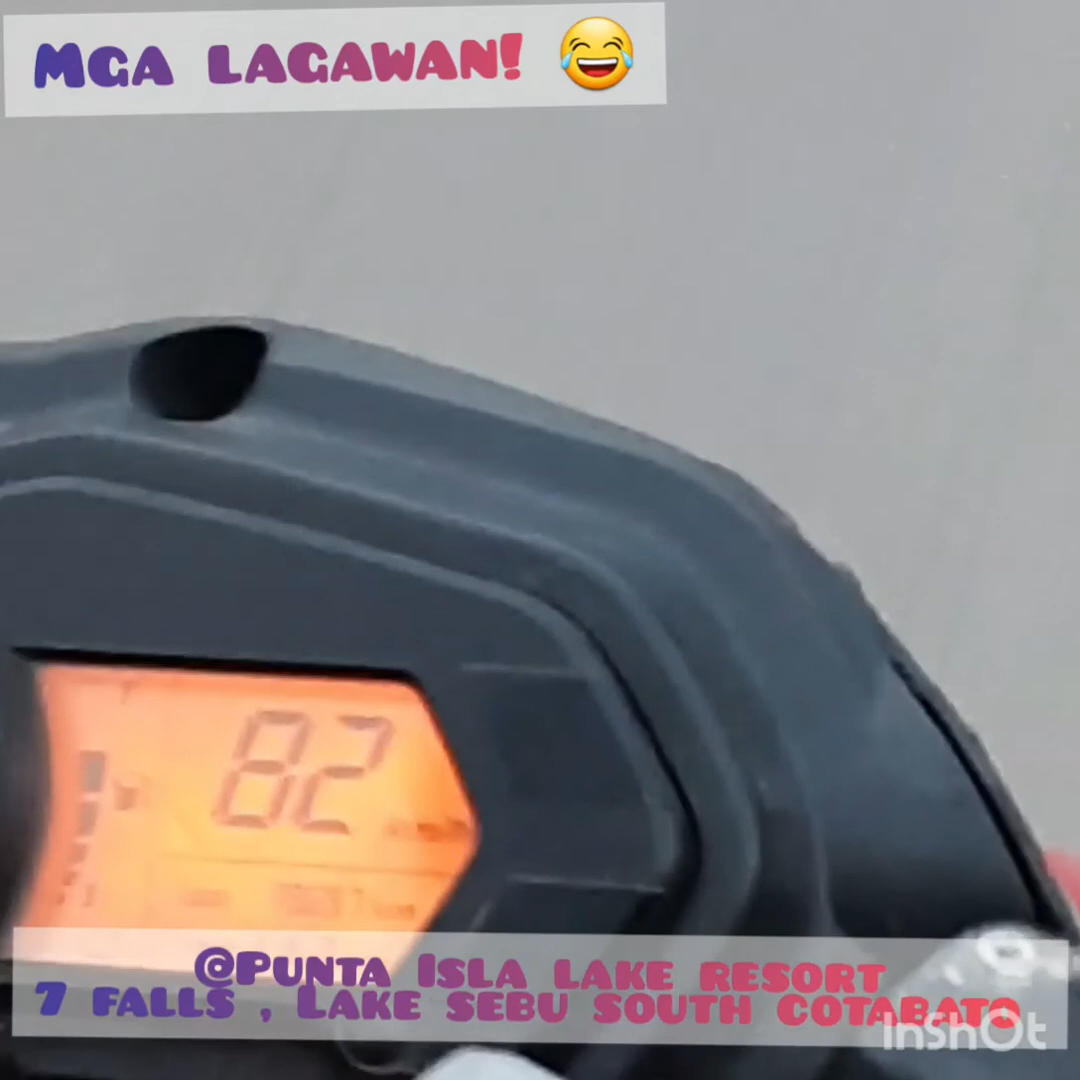 MGA LAGAWAN! 😂
82
@PUNTA ISLA LAKE RESORT
7 FALLS , LAKE SEBU SOUTH COTABATO
InShOt